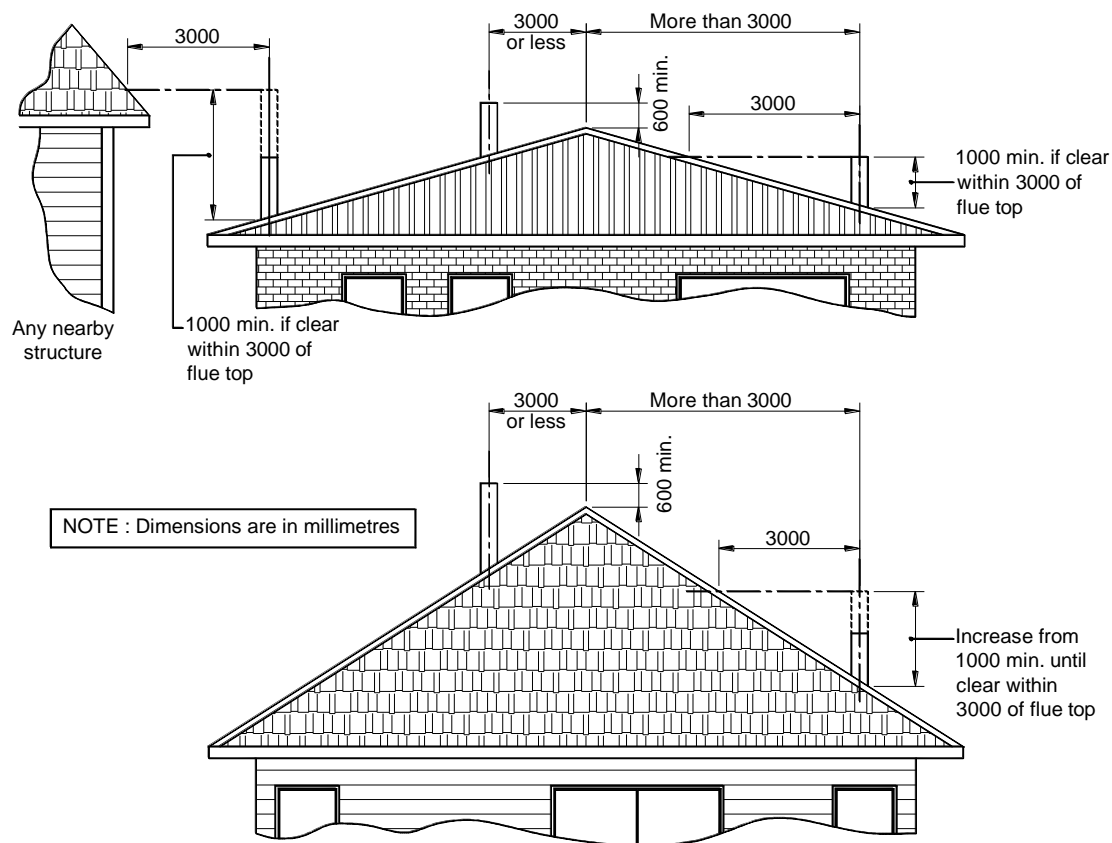 3000
3000
or less
More than 3000
600 min.
3000
1000 min. if clear
within 3000 of
flue top
Any nearby
structure
1000 min. if clear
within 3000 of
flue top
3000
or less
More than 3000
600 min.
NOTE : Dimensions are in millimetres
3000
Increase from
1000 min. until
clear within
3000 of flue top